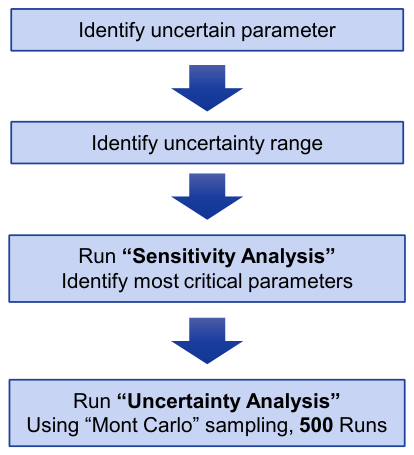 Identify uncertain parameter
Identify uncertainty range
Run “Sensitivity Analysis”
Identify most critical parameters
Run “Uncertainty Analysis”
Using “Mont Carlo” sampling, 500 Runs